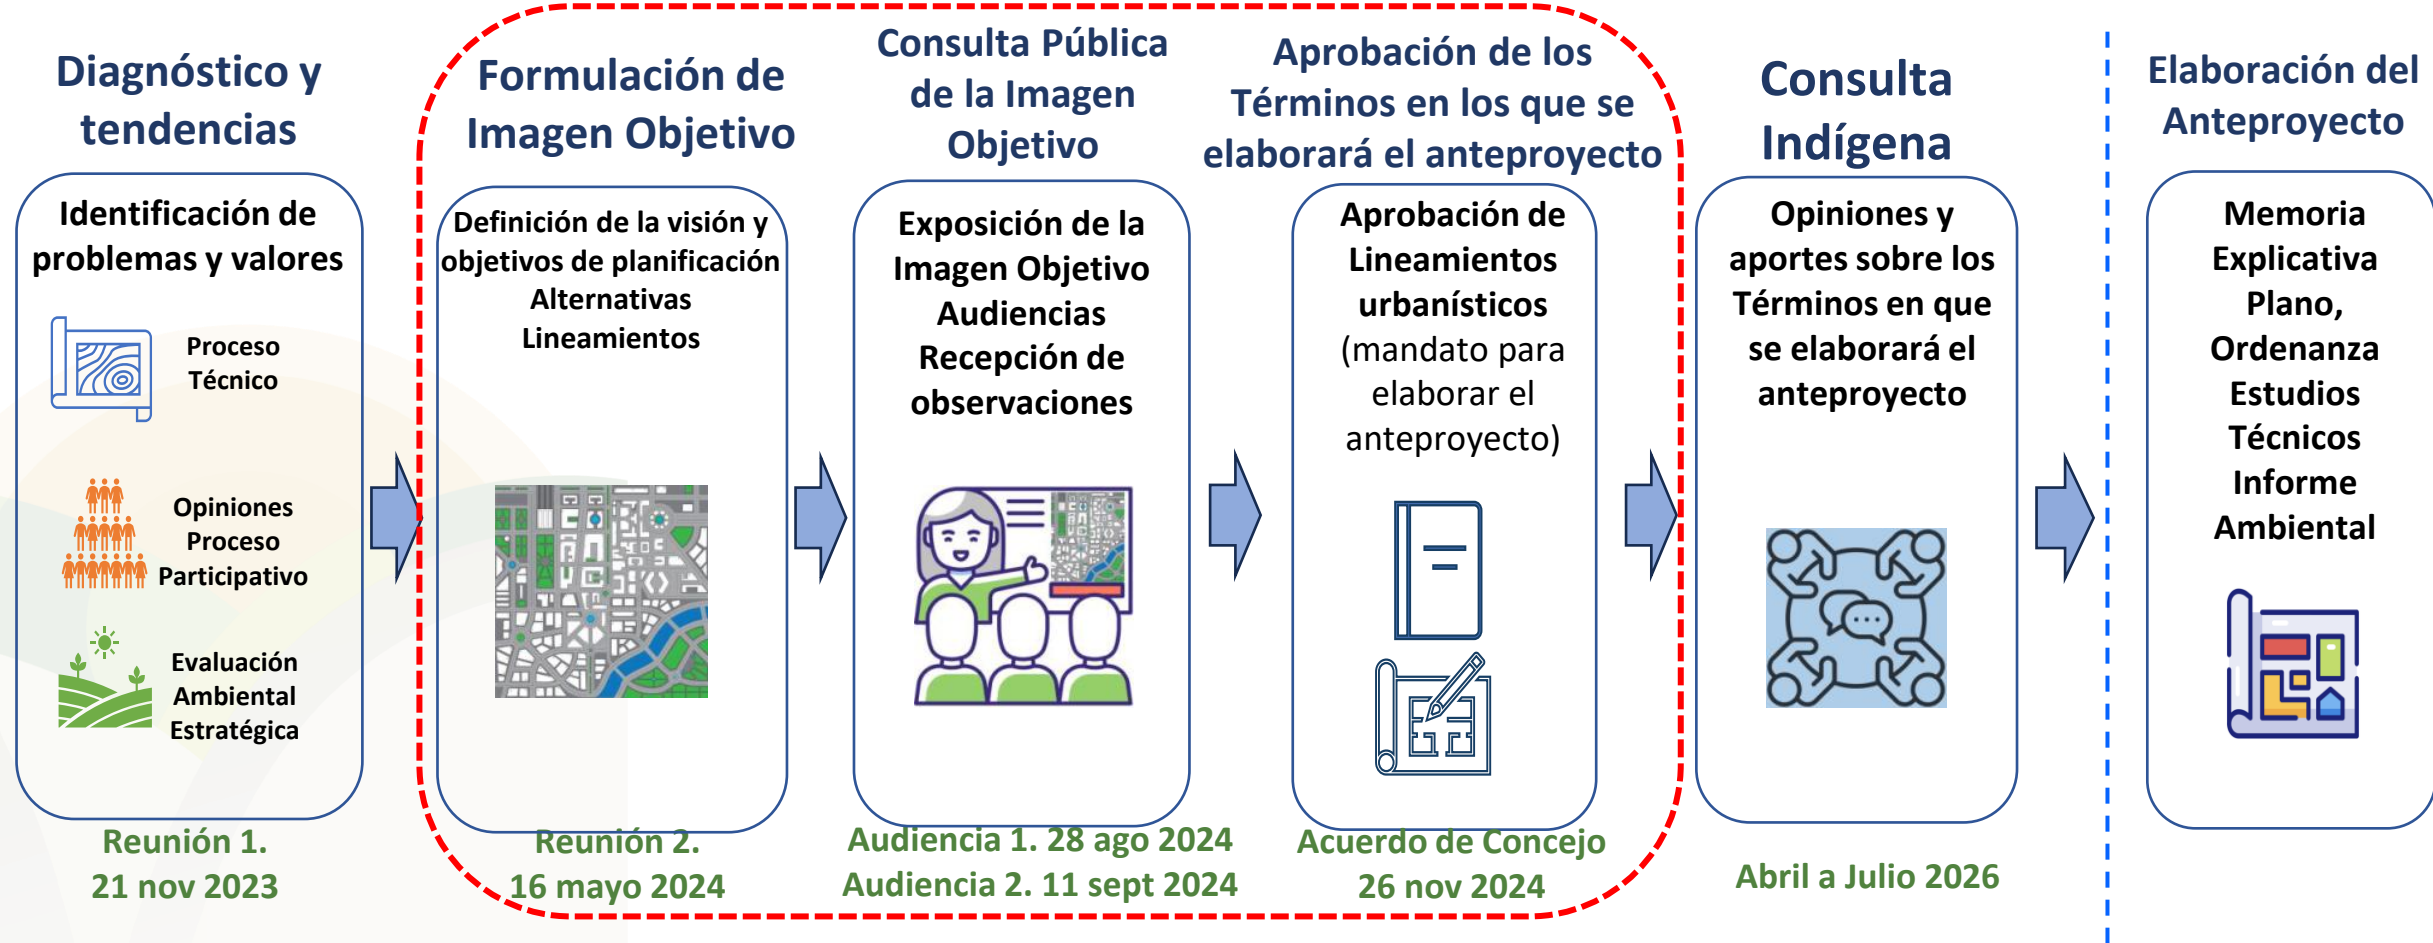 Diagnóstico y
tendencias
Identificación de
problemas y valores
Proceso
Técnico
Opiniones
Proceso
Participativo
Evaluación
Ambiental
Estratégica
Reunión 1.
21 nov 2023
Formulación de
Imagen Objetivo
Definición de la visión y
objetivos de planificación
Alternativas
Lineamientos
Reunión 2.
16 mayo 2024
Consulta Pública
de la Imagen
Objetivo
Exposición de la
Imagen Objetivo
Audiencias
Recepción de
observaciones
Audiencia 1. 28 ago 2024
Audiencia 2. 11 sept 2024
Aprobación de los
Términos en los que se
elaborará el anteproyecto
Aprobación de
Lineamientos
urbanísticos
(mandato para
elaborar el
anteproyecto)
Acuerdo de Concejo
26 nov 2024
Consulta
Indígena
Opiniones y
aportes sobre los
Términos en que
se elaborará el
anteproyecto
Abril a Julio 2026
Elaboración del
Anteproyecto
Memoria
Explicativa
Plano,
Ordenanza
Estudios
Técnicos
Informe
Ambiental